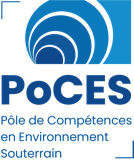 PoCES
Pôle de Compétences
en Environnement
Souterrain